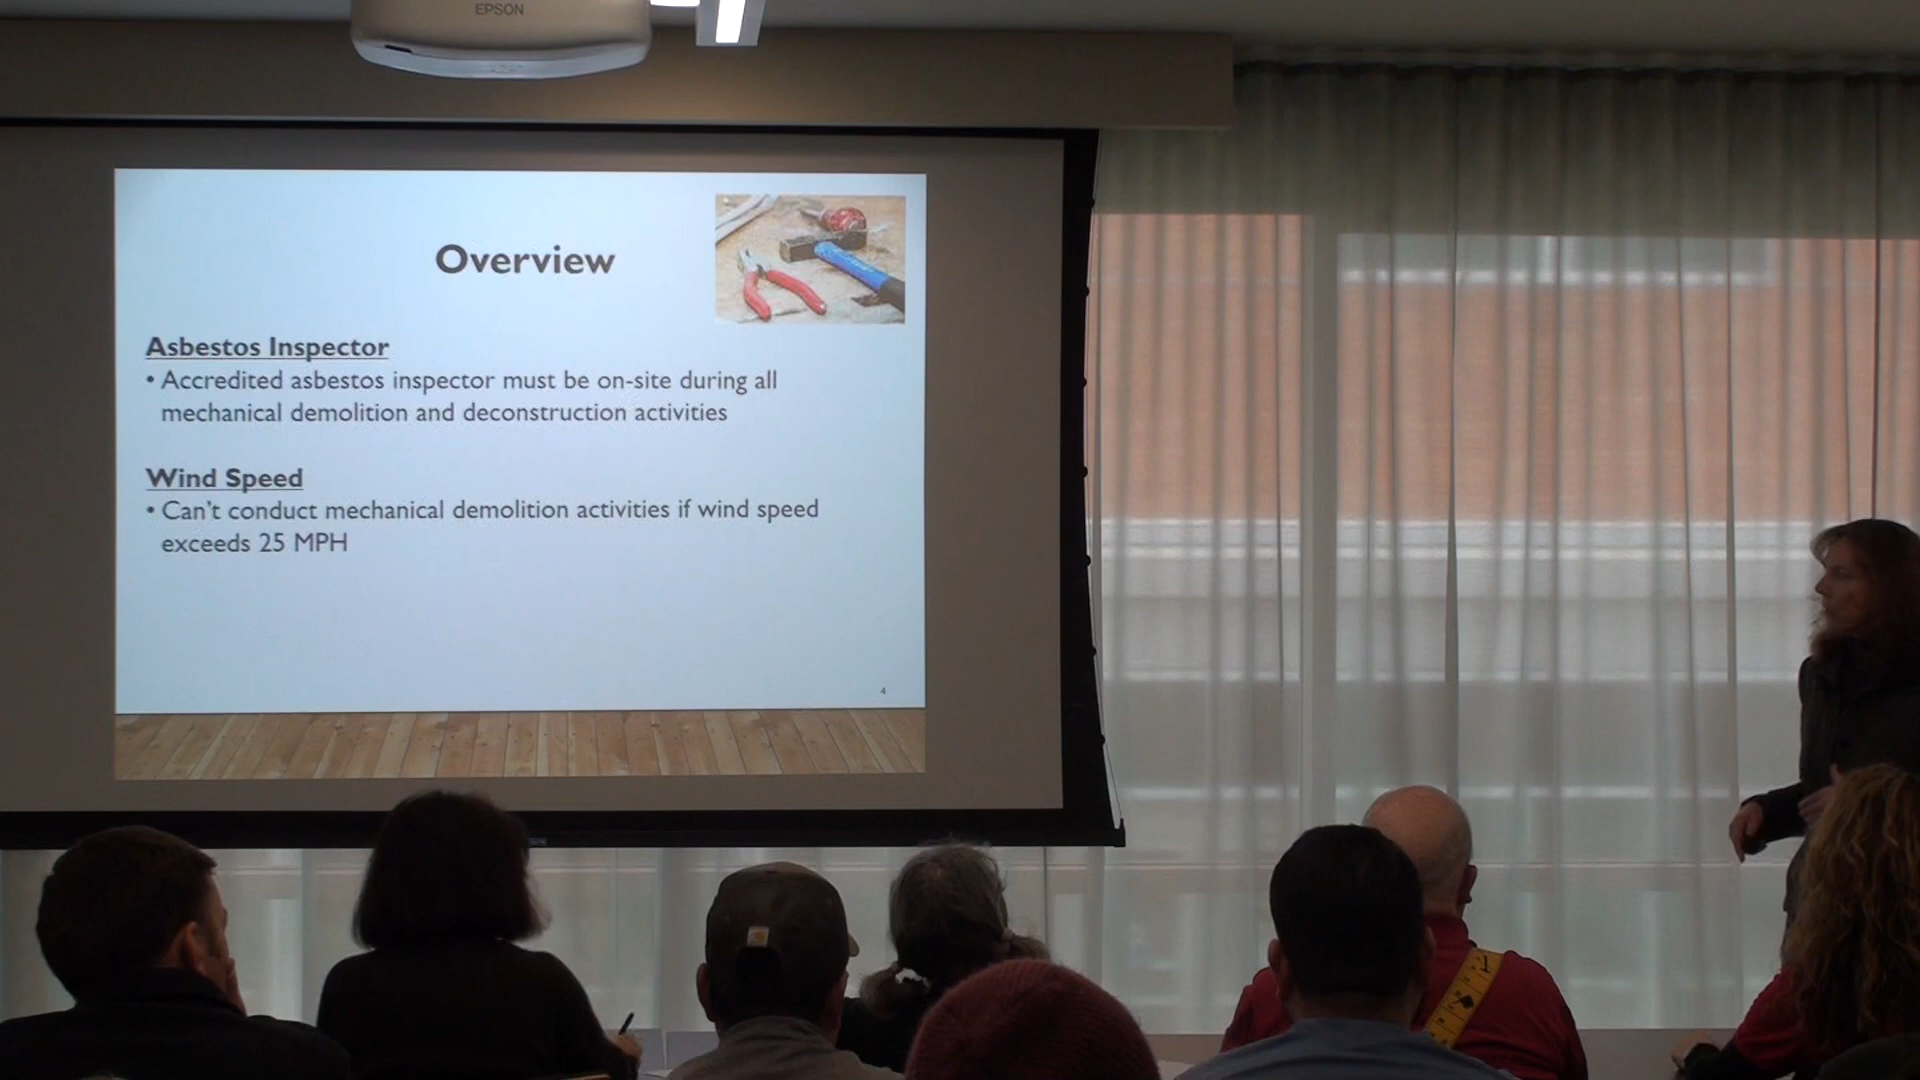 EPSON
Overview
Asbestos Inspector
• Accredited asbestos inspector must be on-site during all
mechanical demolition and deconstruction activities
Wind Speed
• Can't conduct mechanical demolition activities if wind speed
exceeds 25 MPH
4